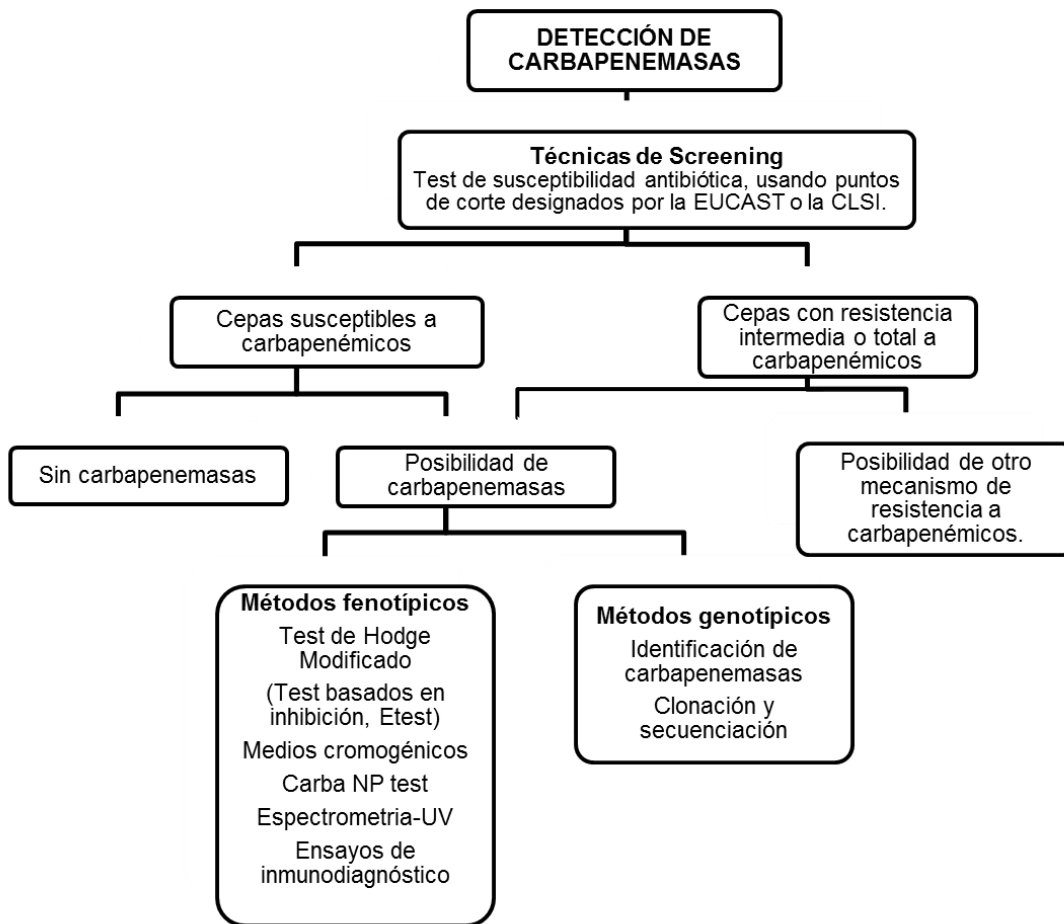 DETECCIÓN DE
CARBAPENEMASAS
Técnicas de Screening
Test de susceptibilidad antibiótica, usando puntos
de corte designados por la EUCAST o la CLSI.
Cepas susceptibles a
carbapenémicos
Cepas con resistencia
intermedia o total a
carbapenémicos
Sin carbapenemasas
Posibilidad de
carbapenemasas
Posibilidad de otro
mecanismo de
resistencia a
carbapenémicos.
Métodos fenotípicos
Test de Hodge
Modificado
(Test basados en
inhibición, Etest)
Medios cromogénicos
Carba NP test
Espectrometria-UV
Ensayos de
inmunodiagnóstico
Métodos genotípicos
Identificación de
carbapenemasas
Clonación y
secuenciación